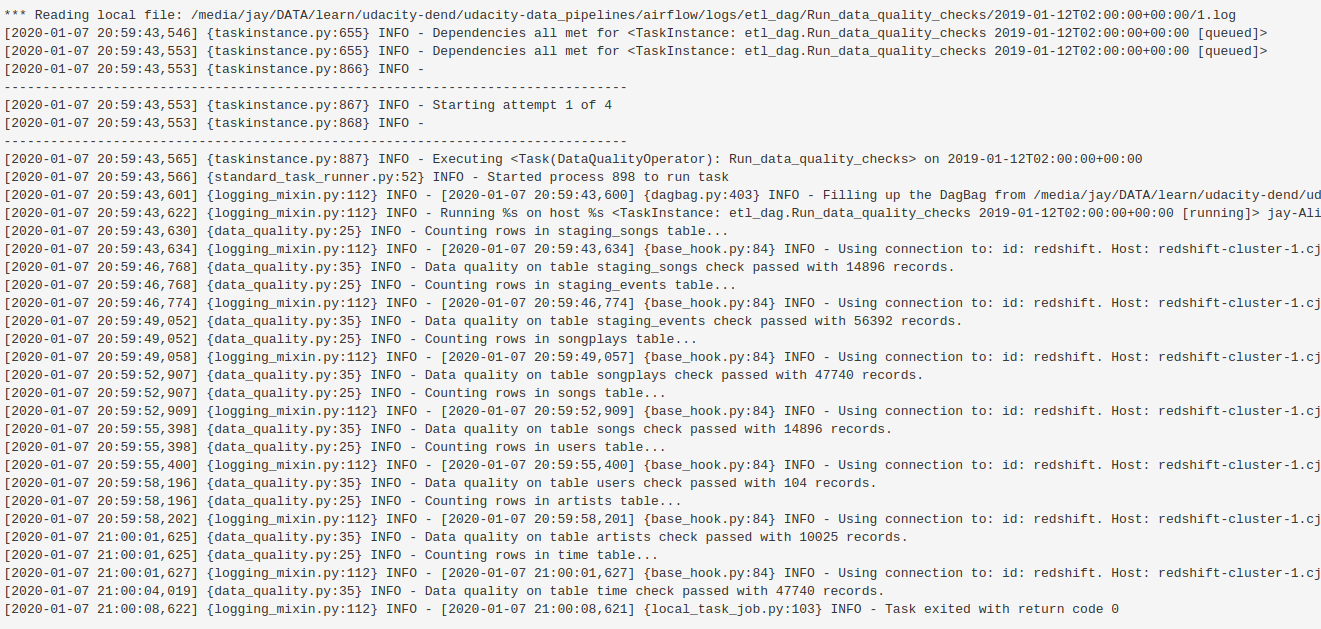 *** Reading local file: /media/jay/DATA/learn/udacity-dend/udacity-data_pipelines/airflow/logs/etl_dag/Run_data_quality_checks/2019-01-12T02:00:00+00:00/1.log
[2020-01-07 20:59:43,546] {taskinstance.py:655} INFO - Dependencies all met for <TaskInstance: etl_dag.Run_data_quality_checks 2019-01-12T02:00:00+00:00 [queued]>
[2020-01-07 20:59:43,553] {taskinstance.py:655} INFO - Dependencies all met for <TaskInstance: etl_dag.Run_data_quality_checks 2019-01-12T02:00:00+00:00 [queued]>
[2020-01-07 20:59:43,553] {taskinstance.py:866} INFO -
--------------------------------------------------------------------------------
[2020-01-07 20:59:43,553] {taskinstance.py:867} INFO - Starting attempt 1 of 4
[2020-01-07 20:59:43,553] {taskinstance.py:868} INFO -
--------------------------------------------------------------------------------
[2020-01-07 20:59:43,565] {taskinstance.py:887} INFO - Executing <Task(DataQualityOperator): Run_data_quality_checks> on 2019-01-12T02:00:00+00:00
[2020-01-07 20:59:43,566] {standard_task_runner.py:52} INFO - Started process 898 to run task
[2020-01-07 20:59:43,601] {logging_mixin.py:112} INFO - [2020-01-07 20:59:43,600] {dagbag.py:403} INFO - Filling up the DagBag from /media/jay/DATA/learn/udacity-dend/ud
[2020-01-07 20:59:43,622] {logging_mixin.py:112} INFO - Running %s on host %s <TaskInstance: etl_dag.Run_data_quality_checks 2019-01-12T02:00:00+00:00 [running]> jay-Ali
[2020-01-07 20:59:43,630] {data_quality.py:25} INFO - Counting rows in staging_songs table...
[2020-01-07 20:59:43,634] {logging_mixin.py:112} INFO - [2020-01-07 20:59:43,634] {base_hook.py:84} INFO - Using connection to: id: redshift. Host: redshift-cluster-1.cj
[2020-01-07 20:59:46,768] {data_quality.py:35} INFO - Data quality on table staging_songs check passed with 14896 records.
[2020-01-07 20:59:46,768] {data_quality.py:25} INFO - Counting rows in staging_events table...
[2020-01-07 20:59:46,774] {logging_mixin.py:112} INFO - [2020-01-07 20:59:46,774] {base_hook.py:84} INFO - Using connection to: id: redshift. Host: redshift-cluster-1.cj
[2020-01-07 20:59:49,052] {data_quality.py:35} INFO - Data quality on table staging_events check passed with 56392 records.
[2020-01-07 20:59:49,052] {data_quality.py:25} INFO - Counting rows in songplays table...
[2020-01-07 20:59:49,058] {logging_mixin.py:112} INFO - [2020-01-07 20:59:49,057] {base_hook.py:84} INFO - Using connection to: id: redshift. Host: redshift-cluster-1.cj
[2020-01-07 20:59:52,907] {data_quality.py:35} INFO - Data quality on table songplays check passed with 47740 records.
[2020-01-07 20:59:52,907] {data_quality.py:25} INFO - Counting rows in songs table...
[2020-01-07 20:59:52,909] {logging_mixin.py:112} INFO - [2020-01-07 20:59:52,909] {base_hook.py:84} INFO - Using connection to: id: redshift. Host: redshift-cluster-1.cj
[2020-01-07 20:59:55,398] {data_quality.py:35} INFO - Data quality on table songs check passed with 14896 records.
[2020-01-07 20:59:55,398] {data_quality.py:25} INFO - Counting rows in users table...
[2020-01-07 20:59:55,400] {logging_mixin.py:112} INFO - [2020-01-07 20:59:55,400] {base_hook.py:84} INFO - Using connection to: id: redshift. Host: redshift-cluster-1.cj
[2020-01-07 20:59:58,196] {data_quality.py:35} INFO - Data quality on table users check passed with 104 records.
[2020-01-07 20:59:58,196] {data_quality.py:25} INFO - Counting rows in artists table...
[2020-01-07 20:59:58,202] {logging_mixin.py:112} INFO - [2020-01-07 20:59:58,201] {base_hook.py:84} INFO - Using connection to: id: redshift. Host: redshift-cluster-1.cj
[2020-01-07 21:00:01,625] {data_quality.py:35} INFO - Data quality on table artists check passed with 10025 records.
[2020-01-07 21:00:01,625] {data_quality.py:25} INFO - Counting rows in time table...
[2020-01-07 21:00:01,627] {logging_mixin.py:112} INFO - [2020-01-07 21:00:01,627] {base_hook.py:84} INFO - Using connection to: id: redshift. Host: redshift-cluster-1.cj
[2020-01-07 21:00:04,019] {data_quality.py:35} INFO - Data quality on table time check passed with 47740 records.
[2020-01-07 21:00:08,622] {logging_mixin.py:112} INFO - [2020-01-07 21:00:08,621] {local_task_job.py:103} INFO - Task exited with return code 0